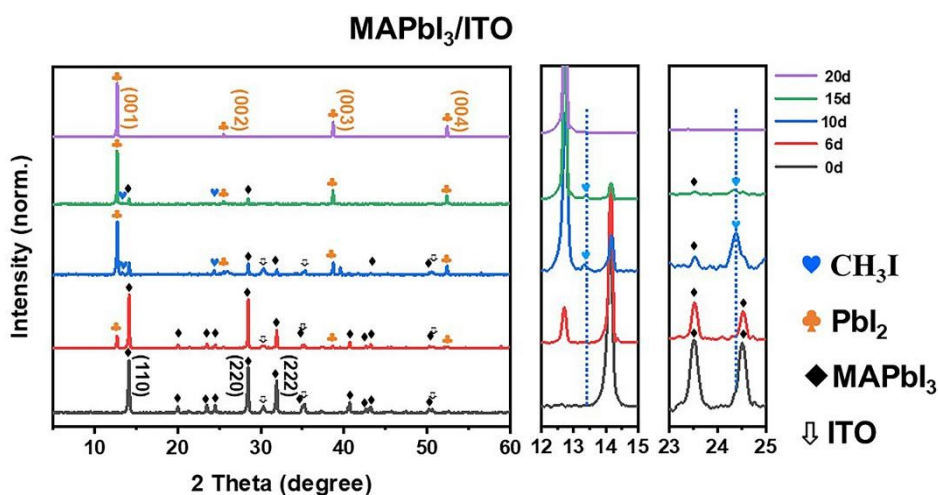 MAPbI₃/ITO
Intensity (norm.)
(001)
(002)
(003)
(004)
(110)
(220)
(222)
10 20 30 40 50 60
12 13 14 15
23 24 25
2 Theta (degree)
20d
15d
10d
6d
0d
CH₃I
PbI₂
MAPbI₃
ITO